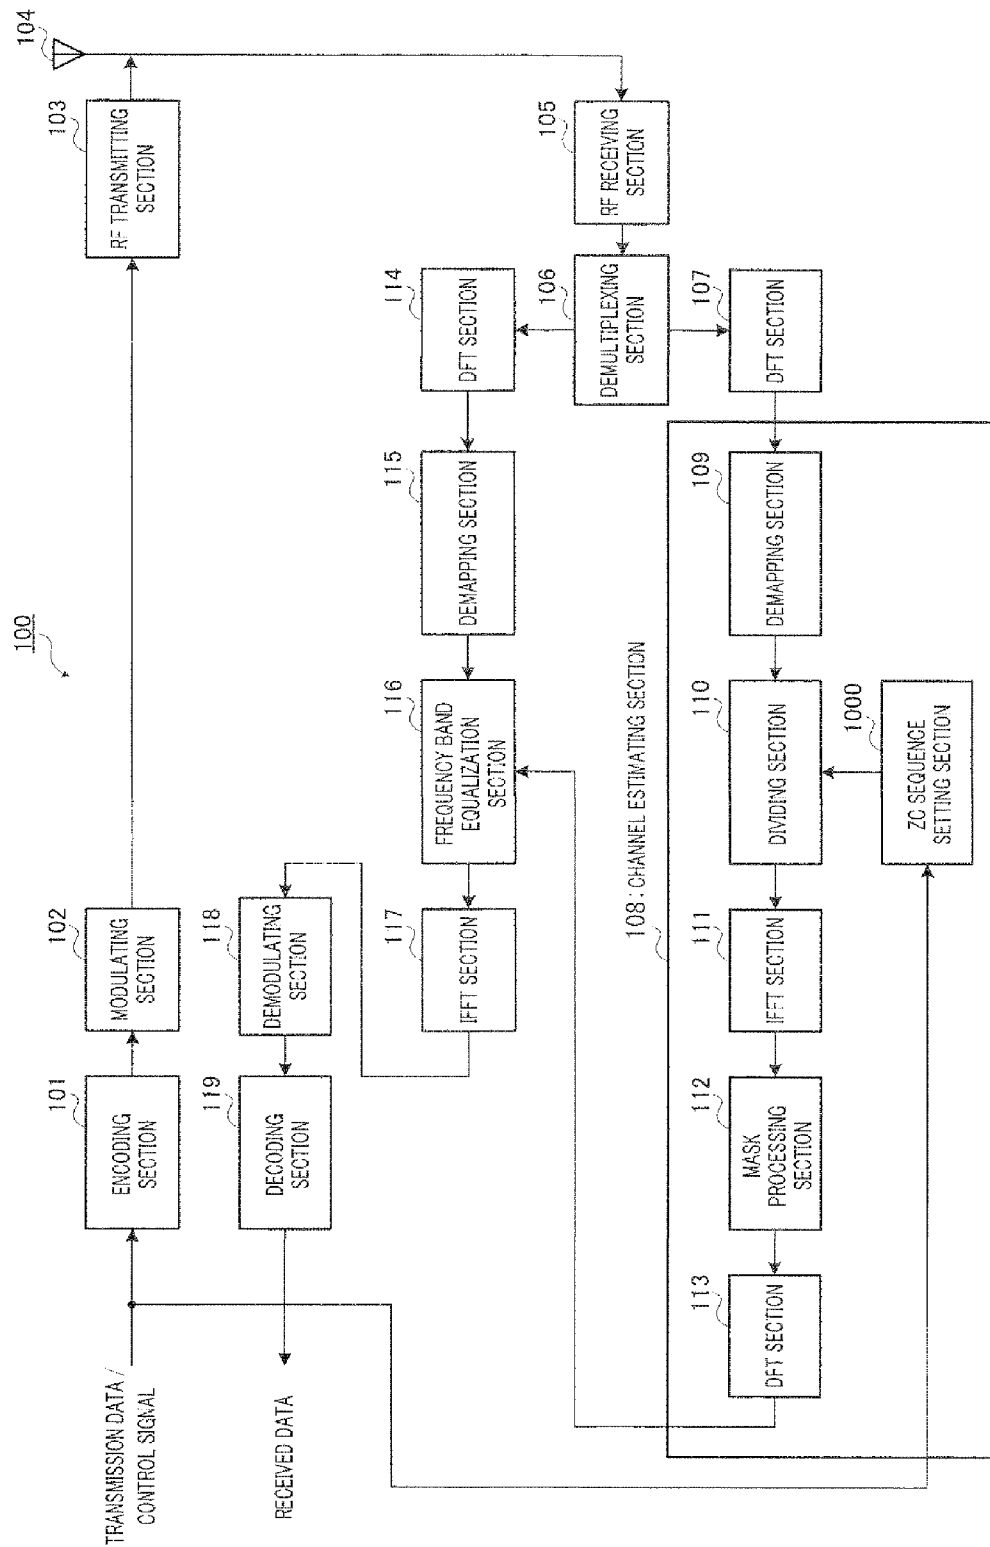 100
TRANSMISSION DATA /
CONTROL SIGNAL
101
ENCODING
SECTION
102
MODULATING
SECTION
103
RF TRANSMITTING
SECTION
104
RECEIVED DATA
119
DECODING
SECTION
118
DEMODULATING
SECTION
117
IFFT SECTION
116
FREQUENCY BAND
EQUALIZATION
SECTION
115
DEMAPPING SECTION
114
DFT SECTION
106
DEMULTIPLEXING
SECTION
105
RF RECEIVING
SECTION
108 : CHANNEL ESTIMATING SECTION
113
DFT SECTION
112
MASK
PROCESSING
SECTION
111
IFFT SECTION
110
DIVIDING SECTION
109
DEMAPPING SECTION
107
DFT SECTION
1000
ZC SEQUENCE
SETTING SECTION